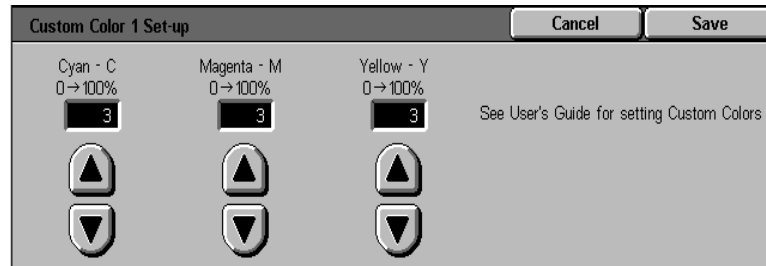 Custom Color 1 Set-up
Cancel
Save
Cyan - C
0→100%
3
Magenta - M
0→100%
3
Yellow - Y
0→100%
3
See User's Guide for setting Custom Colors